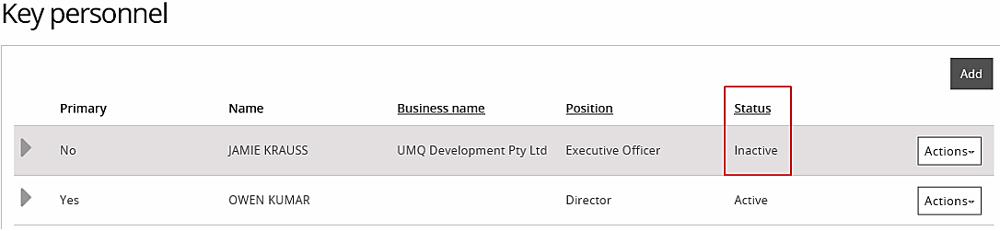 Key personnel
Add
Primary Name Business name Position Status
No JAMIE KRAUSS UMQ Development Pty Ltd Executive Officer Inactive Actions
Yes OWEN KUMAR Director Active Actions